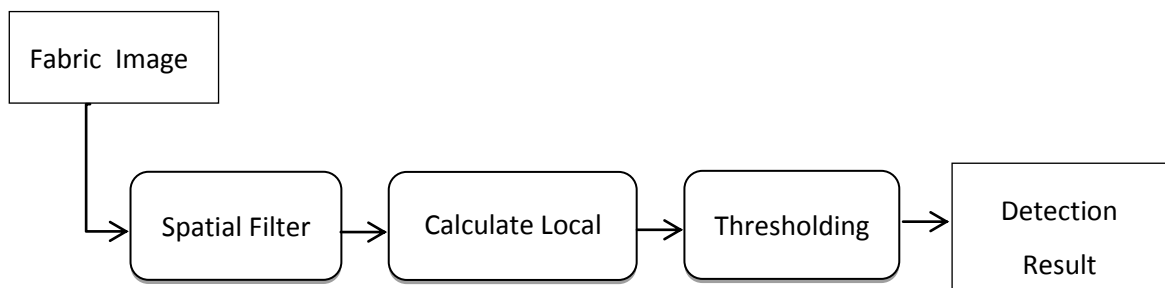 Fabric Image
Spatial Filter
Calculate Local
Thresholding
Detection
Result